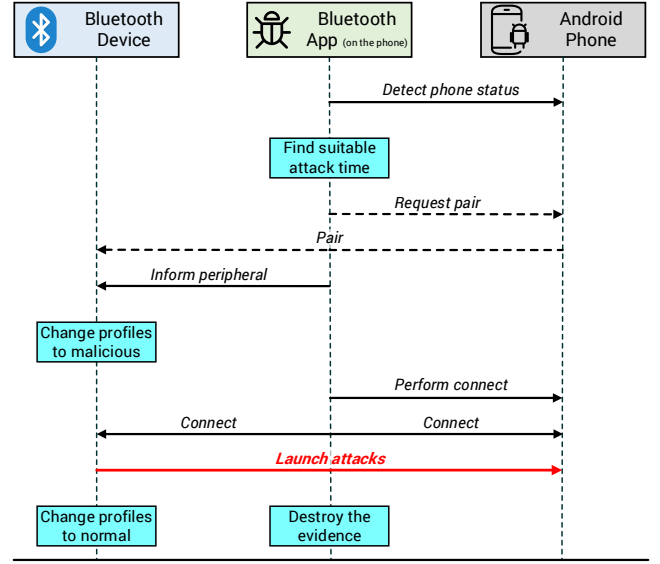 Bluetooth
Device
Bluetooth
App (on the phone)
Android
Phone
Detect phone status
Find suitable
attack time
Request pair
Pair
Inform peripheral
Change profiles
to malicious
Perform connect
Connect
Connect
Launch attacks
Change profiles
to normal
Destroy the
evidence